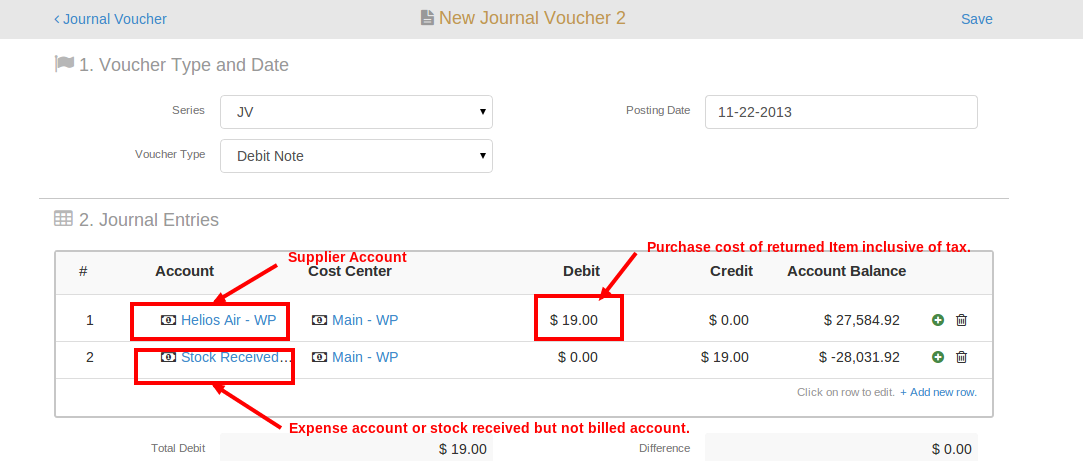 ‹ Journal Voucher New Journal Voucher 2 Save
1. Voucher Type and Date
Series JV Posting Date 11-22-2013
Voucher Type Debit Note
2. Journal Entries
Purchase cost of returned Item inclusive of tax.
Supplier Account
# Account Cost Center Debit Credit Account Balance
1 Helios Air - WP Main - WP $ 19.00 $ 0.00 $ 27,584.92
2 Stock Received... Main - WP $ 0.00 $ 19.00 $ -28,031.92
Click on row to edit. + Add new row.
Expense account or stock received but not billed account.
Total Debit $ 19.00 Difference $ 0.00